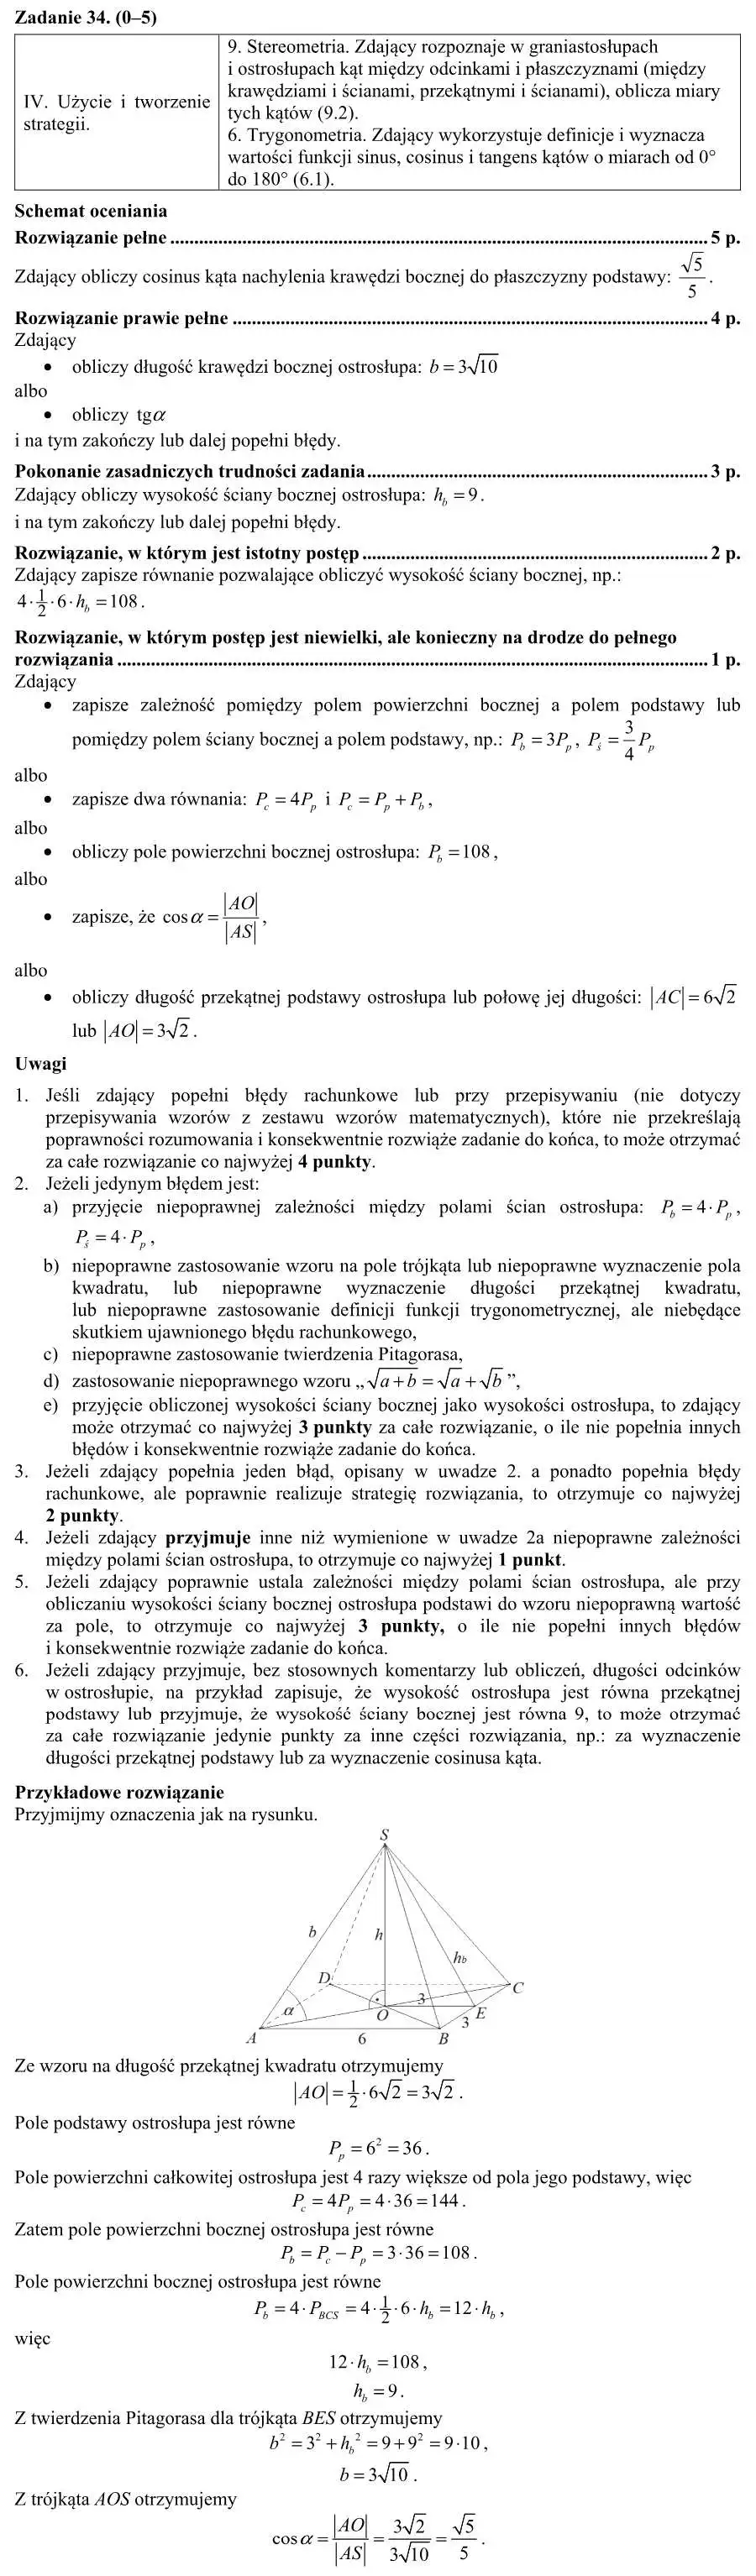 Zadanie 34. (0–5)
IV. Użycie i tworzenie
strategii.
9. Stereometria. Zdający rozpoznaje w graniastosłupach
i ostrosłupach kąt między odcinkami i płaszczyznami (między
krawędziami i ścianami, przekątnymi i ścianami), oblicza miary
tych kątów (9.2).
6. Trygonometria. Zdający wykorzystuje definicje i wyznacza
wartości funkcji sinus, cosinus i tangens kątów o miarach od 0°
do 180° (6.1).
Schemat oceniania
Rozwiązanie pełne ........ 5 p.
Zdający obliczy cosinus kąta nachylenia krawędzi bocznej do płaszczyzny podstawy: √5/5 .
Rozwiązanie prawie pełne ........ 4 p.
Zdający
• obliczy długość krawędzi bocznej ostrosłupa: b = 3√10
albo
• obliczy tgα
i na tym zakończy lub dalej popełni błędy.
Pokonanie zasadniczych trudności zadania ........ 3 p.
Zdający obliczy wysokość ściany bocznej ostrosłupa: h_b = 9 .
i na tym zakończy lub dalej popełni błędy.
Rozwiązanie, w którym jest istotny postęp ........ 2 p.
Zdający zapisze równanie pozwalające obliczyć wysokość ściany bocznej, np.:
4·1/2·6·h_b = 108 .
Rozwiązanie, w którym postęp jest niewielki, ale konieczny na drodze do pełnego
rozwiązania ........ 1 p.
Zdający
• zapisze zależność pomiędzy polem powierzchni bocznej a polem podstawy lub
pomiędzy polem ściany bocznej a polem podstawy, np.: P_b = 3P_p , P_ś = 3/4 P_p
albo
• zapisze dwa równania: P_c = 4P_p i P_c = P_p + P_b ,
albo
• obliczy pole powierzchni bocznej ostrosłupa: P_b = 108 ,
albo
• zapisze, że cos α = |AO|/|AS| ,
albo
• obliczy długość przekątnej podstawy ostrosłupa lub połowę jej długości: |AC| = 6√2
lub |AO| = 3√2 .
Uwagi
1. Jeśli zdający popełni błędy rachunkowe lub przy przepisywaniu (nie dotyczy
przepisywania wzorów z zestawu wzorów matematycznych), które nie przekreślają
poprawności rozumowania i konsekwentnie rozwiąże zadanie do końca, to może otrzymać
za całe rozwiązanie co najwyżej 4 punkty.
2. Jeżeli jedynym błędem jest:
a) przyjęcie niepoprawnej zależności między polami ścian ostrosłupa: P_b = 4·P_p ,
P_ś = 4·P_p ,
b) niepoprawne zastosowanie wzoru na pole trójkąta lub niepoprawne wyznaczenie pola
kwadratu, lub niepoprawne wyznaczenie długości przekątnej kwadratu,
lub niepoprawne zastosowanie definicji funkcji trygonometrycznej, ale niebędące
skutkiem ujawnionego błędu rachunkowego,
c) niepoprawne zastosowanie twierdzenia Pitagorasa,
d) zastosowanie niepoprawnego wzoru „√(a+b) = √a + √b ”,
e) przyjęcie obliczonej wysokości ściany bocznej jako wysokości ostrosłupa, to zdający
może otrzymać co najwyżej 3 punkty za całe rozwiązanie, o ile nie popełnia innych
błędów i konsekwentnie rozwiąże zadanie do końca.
3. Jeżeli zdający popełnia jeden błąd, opisany w uwadze 2. a ponadto popełnia błędy
rachunkowe, ale poprawnie realizuje strategię rozwiązania, to otrzymuje co najwyżej
2 punkty.
4. Jeżeli zdający przyjmuje inne niż wymienione w uwadze 2a niepoprawne zależności
między polami ścian ostrosłupa, to otrzymuje co najwyżej 1 punkt.
5. Jeżeli zdający poprawnie ustala zależności między polami ścian ostrosłupa, ale przy
obliczaniu wysokości ściany bocznej ostrosłupa podstawi do wzoru niepoprawną wartość
za pole, to otrzymuje co najwyżej 3 punkty, o ile nie popełni innych błędów
i konsekwentnie rozwiąże zadanie do końca.
6. Jeżeli zdający przyjmuje, bez stosownych komentarzy lub obliczeń, długości odcinków
w ostrosłupie, na przykład zapisuje, że wysokość ostrosłupa jest równa przekątnej
podstawy lub przyjmuje, że wysokość ściany bocznej jest równa 9, to może otrzymać
za całe rozwiązanie jedynie punkty za inne części rozwiązania, np.: za wyznaczenie
długości przekątnej podstawy lub za wyznaczenie cosinusa kąta.
Przykładowe rozwiązanie
Przyjmijmy oznaczenia jak na rysunku.
S
b h
h_b
D C
α O 3 E
3
A 6 B
Ze wzoru na długość przekątnej kwadratu otrzymujemy
|AO| = 1/2·6√2 = 3√2 .
Pole podstawy ostrosłupa jest równe
P_p = 6² = 36 .
Pole powierzchni całkowitej ostrosłupa jest 4 razy większe od pola jego podstawy, więc
P_c = 4P_p = 4·36 = 144 .
Zatem pole powierzchni bocznej ostrosłupa jest równe
P_b = P_c − P_p = 3·36 = 108 .
Pole powierzchni bocznej ostrosłupa jest równe
P_b = 4·P_BCS = 4·1/2·6·h_b = 12·h_b ,
więc
12·h_b = 108 ,
h_b = 9 .
Z twierdzenia Pitagorasa dla trójkąta BES otrzymujemy
b² = 3² + h_b² = 9 + 9² = 9·10 ,
b = 3√10 .
Z trójkąta AOS otrzymujemy
cos α = |AO|/|AS| = 3√2/3√10 = √5/5 .